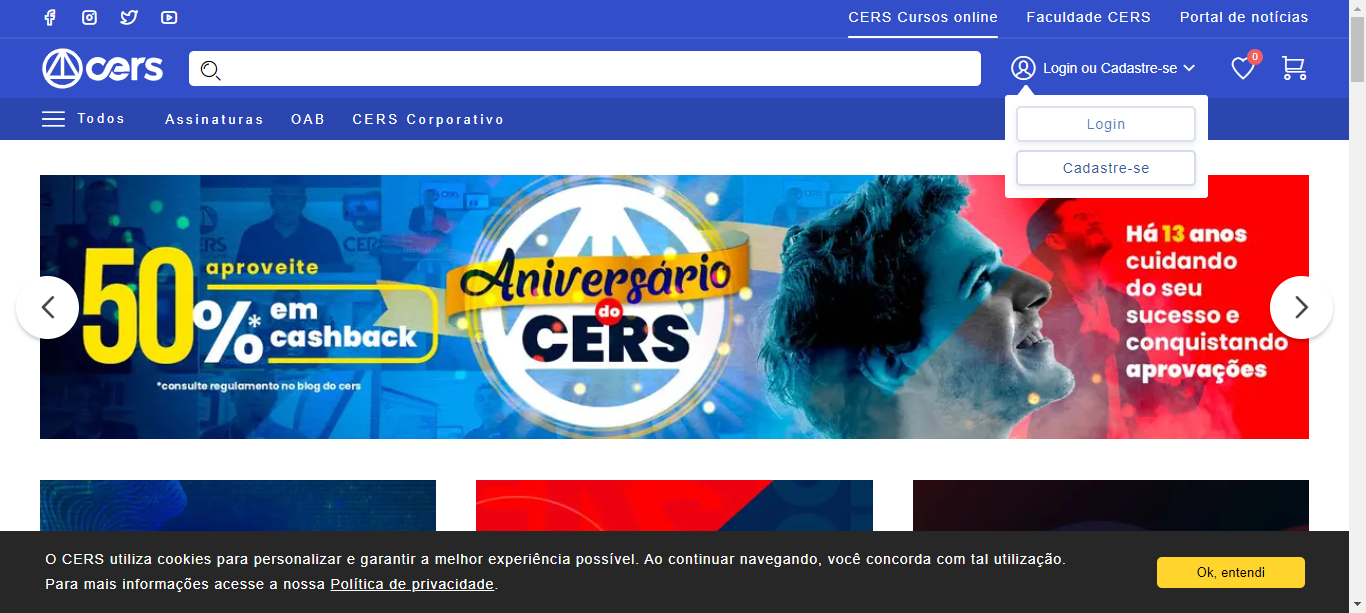 CERS Cursos online
Faculdade CERS
Portal de notícias
cers
Login ou Cadastre-se
0
Todos
Assinaturas
OAB
CERS Corporativo
Login
Cadastre-se
50%* aproveite
em
cashback
*consulte regulamento no blog do cers
Aniversário
do
CERS
Há 13 anos
cuidando
do seu
sucesso e
conquistando
aprovações
O CERS utiliza cookies para personalizar e garantir a melhor experiência possível. Ao continuar navegando, você concorda com tal utilização.
Para mais informações acesse a nossa Política de privacidade.
Ok, entendi